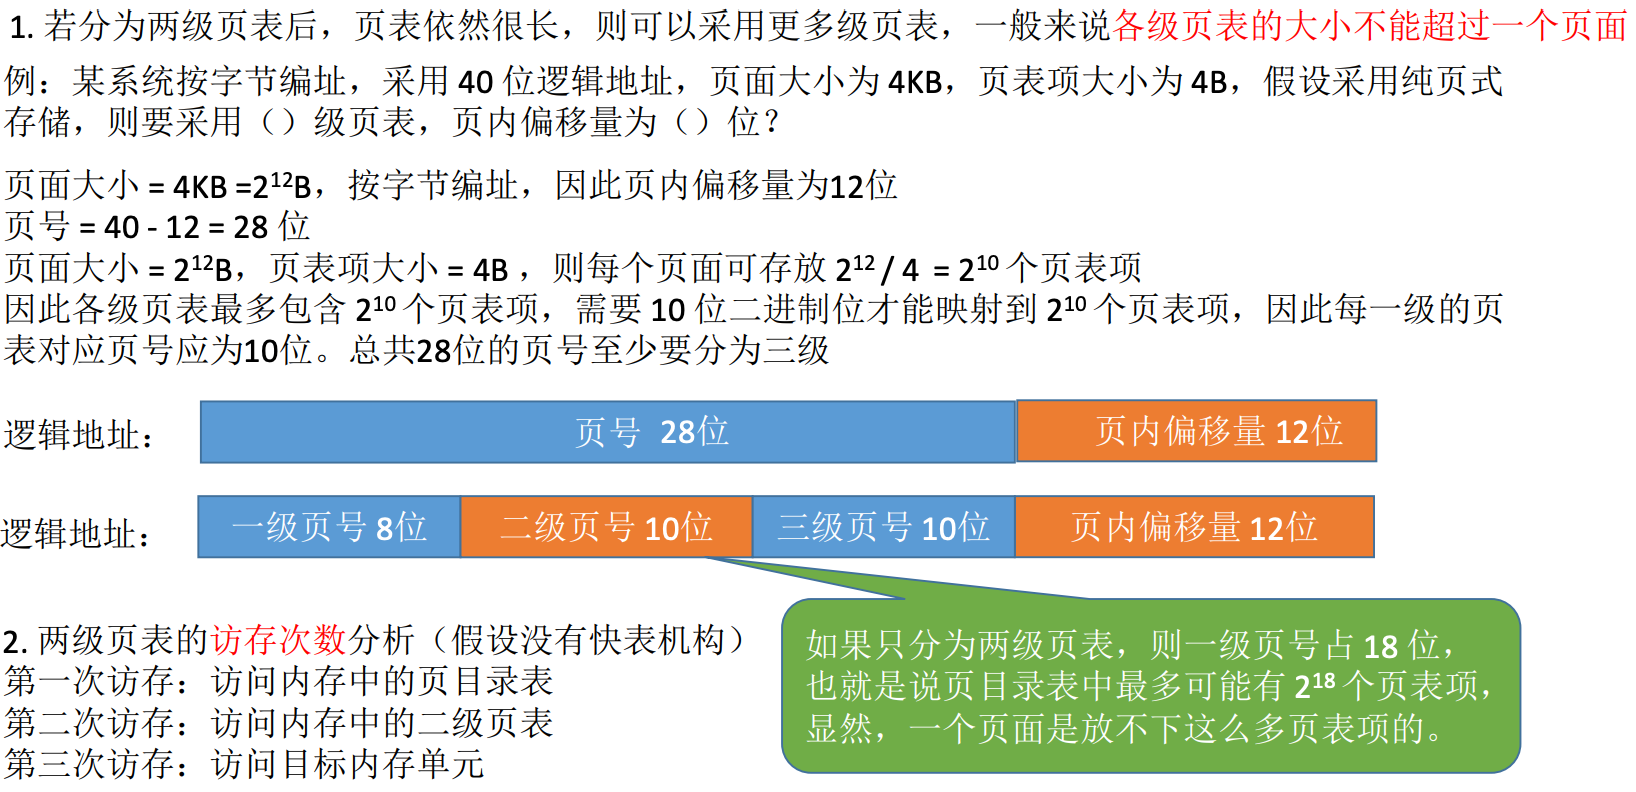 1. 若分为两级页表后，页表依然很长，则可以采用更多级页表，一般来说各级页表的大小不能超过一个页面
例：某系统按字节编址，采用 40 位逻辑地址，页面大小为 4KB，页表项大小为 4B，假设采用纯页式
存储，则要采用（）级页表，页内偏移量为（）位？
页面大小 = 4KB =2¹²B，按字节编址，因此页内偏移量为12位
页号 = 40 - 12 = 28 位
页面大小 = 2¹²B，页表项大小 = 4B ，则每个页面可存放 2¹² / 4 = 2¹⁰ 个页表项
因此各级页表最多包含 2¹⁰ 个页表项，需要 10 位二进制位才能映射到 2¹⁰ 个页表项，因此每一级的页
表对应页号应为10位。总共28位的页号至少要分为三级
逻辑地址： 页号 28位 页内偏移量 12位
逻辑地址： 一级页号 8位 二级页号 10位 三级页号 10位 页内偏移量 12位
2. 两级页表的访存次数分析（假设没有快表机构）
第一次访存：访问内存中的页目录表
第二次访存：访问内存中的二级页表
第三次访存：访问目标内存单元
如果只分为两级页表，则一级页号占 18 位，
也就是说页目录表中最多可能有 2¹⁸ 个页表项，
显然，一个页面是放不下这么多页表项的。